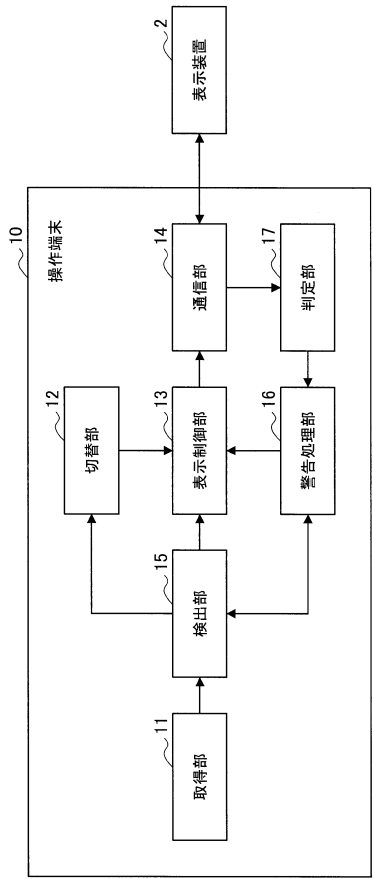 10
操作端末
11
取得部
15
検出部
12
切替部
13
表示制御部
16
警告処理部
14
通信部
17
判定部
2
表示装置